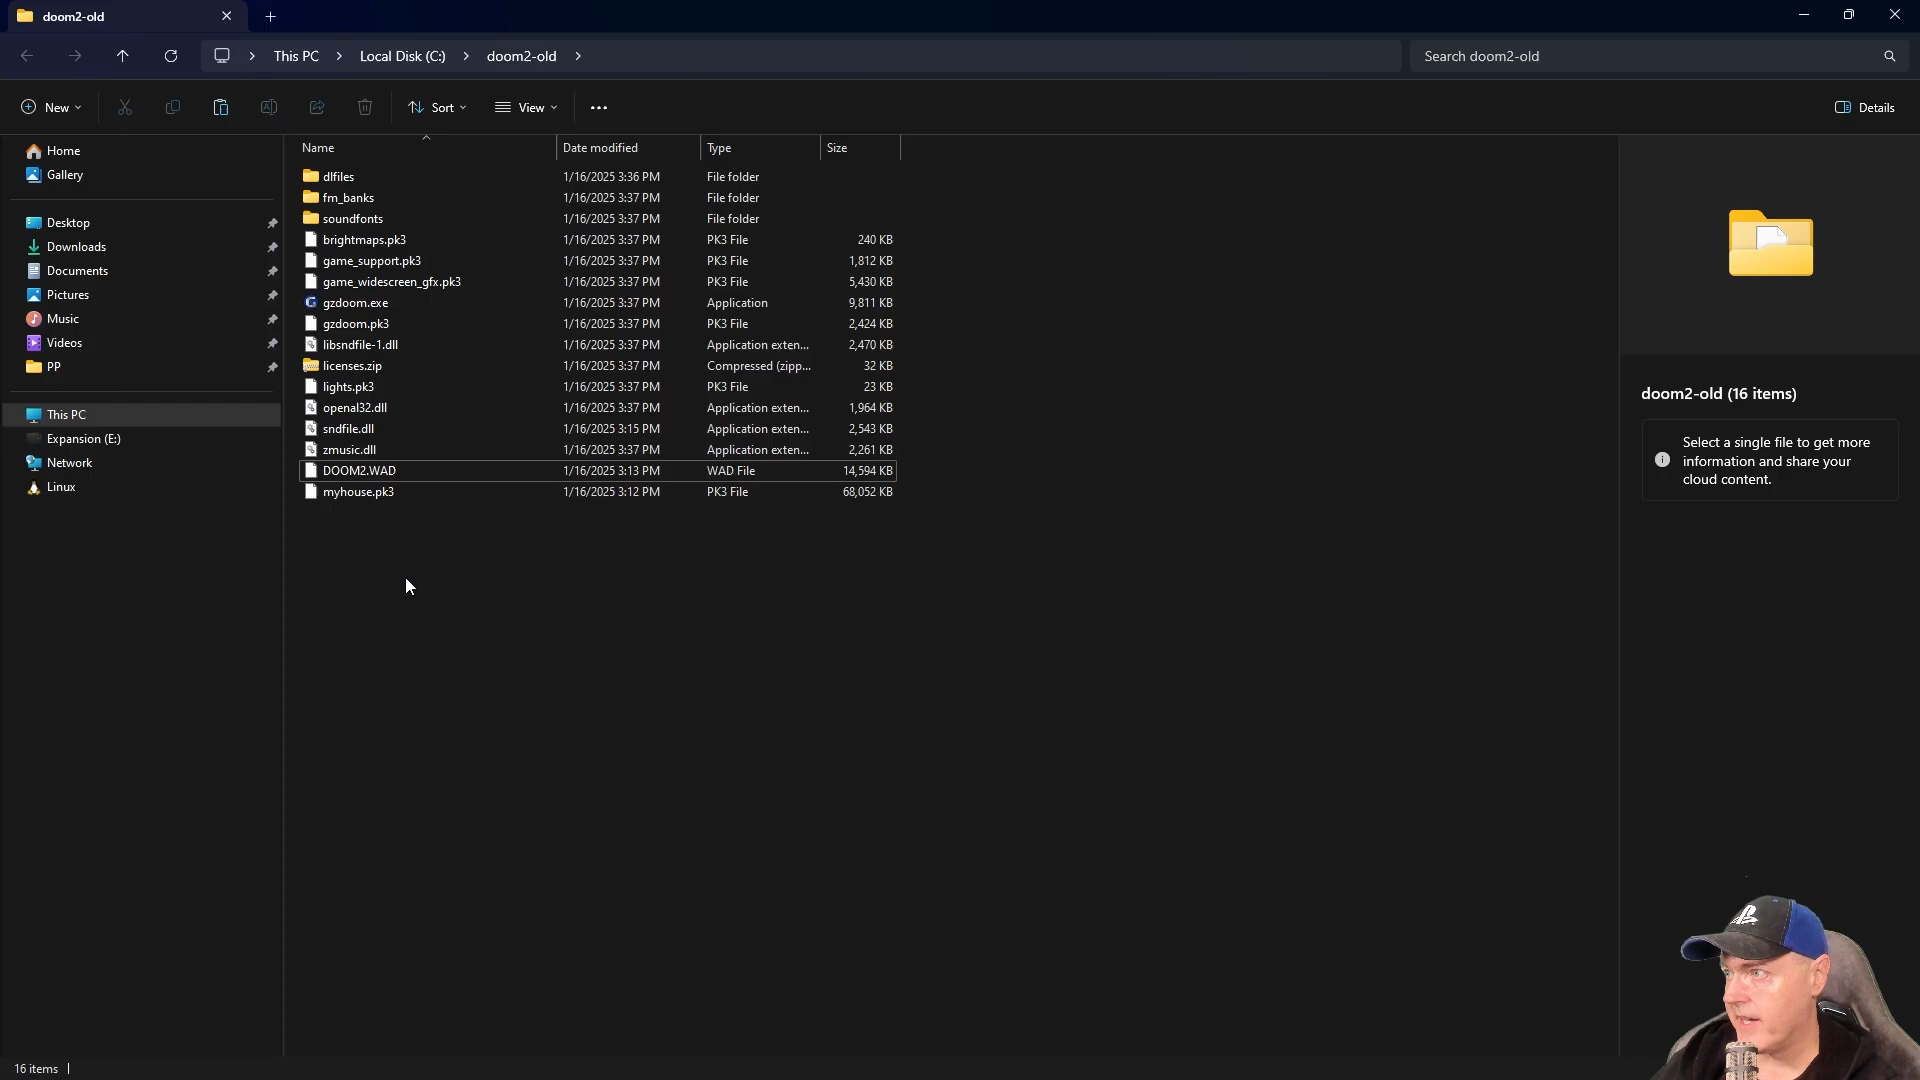 doom2-old
This PC > Local Disk (C:) > doom2-old >
Search doom2-old
New
Sort
View
Details
Home
Gallery
Desktop
Downloads
Documents
Pictures
Music
Videos
PP
This PC
Expansion (E:)
Network
Linux
Name Date modified Type Size
dlfiles 1/16/2025 3:36 PM File folder
fm_banks 1/16/2025 3:37 PM File folder
soundfonts 1/16/2025 3:37 PM File folder
brightmaps.pk3 1/16/2025 3:37 PM PK3 File 240 KB
game_support.pk3 1/16/2025 3:37 PM PK3 File 1,812 KB
game_widescreen_gfx.pk3 1/16/2025 3:37 PM PK3 File 5,430 KB
gzdoom.exe 1/16/2025 3:37 PM Application 9,811 KB
gzdoom.pk3 1/16/2025 3:37 PM PK3 File 2,424 KB
libsndfile-1.dll 1/16/2025 3:37 PM Application exten... 2,470 KB
licenses.zip 1/16/2025 3:37 PM Compressed (zipp... 32 KB
lights.pk3 1/16/2025 3:37 PM PK3 File 23 KB
openal32.dll 1/16/2025 3:37 PM Application exten... 1,964 KB
sndfile.dll 1/16/2025 3:15 PM Application exten... 2,543 KB
zmusic.dll 1/16/2025 3:37 PM Application exten... 2,261 KB
DOOM2.WAD 1/16/2025 3:13 PM WAD File 14,594 KB
myhouse.pk3 1/16/2025 3:12 PM PK3 File 68,052 KB
doom2-old (16 items)
Select a single file to get more
information and share your
cloud content.
16 items